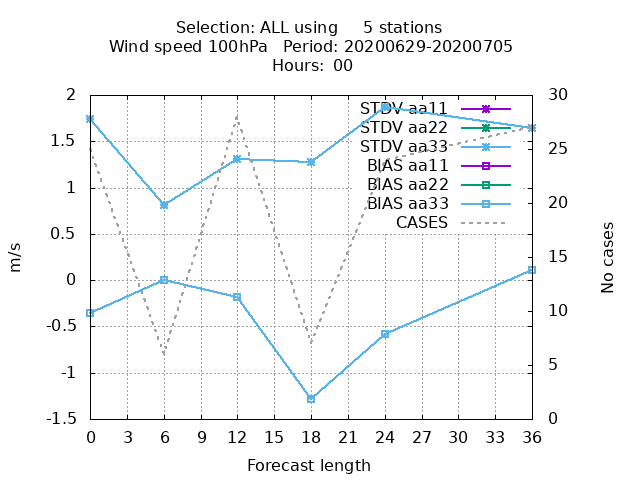 Selection: ALL using     5 stations
Wind speed 100hPa   Period: 20200629-20200705
Hours:  00
2
1.5
1
0.5
0
-0.5
-1
-1.5
m/s
30
25
20
15
10
5
0
No cases
STDV aa11
STDV aa22
STDV aa33
BIAS aa11
BIAS aa22
BIAS aa33
CASES
0 3 6 9 12 15 18 21 24 27 30 33 36
Forecast length